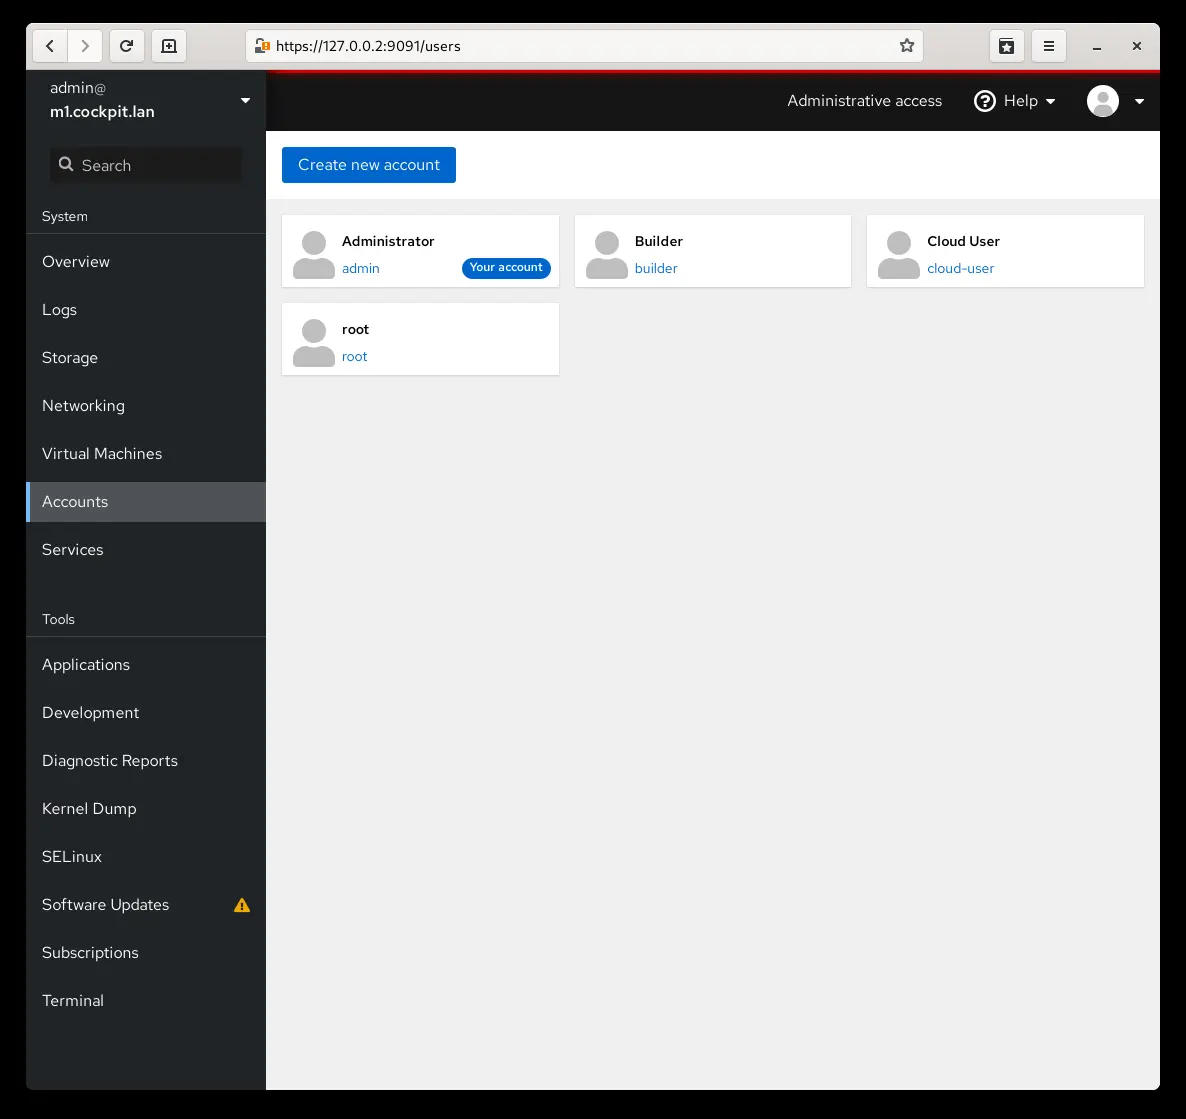 https://127.0.0.2:9091/users
admin@
m1.cockpit.lan
Administrative access
Help
Search
System
Overview
Logs
Storage
Networking
Virtual Machines
Accounts
Services
Tools
Applications
Development
Diagnostic Reports
Kernel Dump
SELinux
Software Updates
Subscriptions
Terminal
Create new account
Administrator
admin
Your account
Builder
builder
Cloud User
cloud-user
root
root